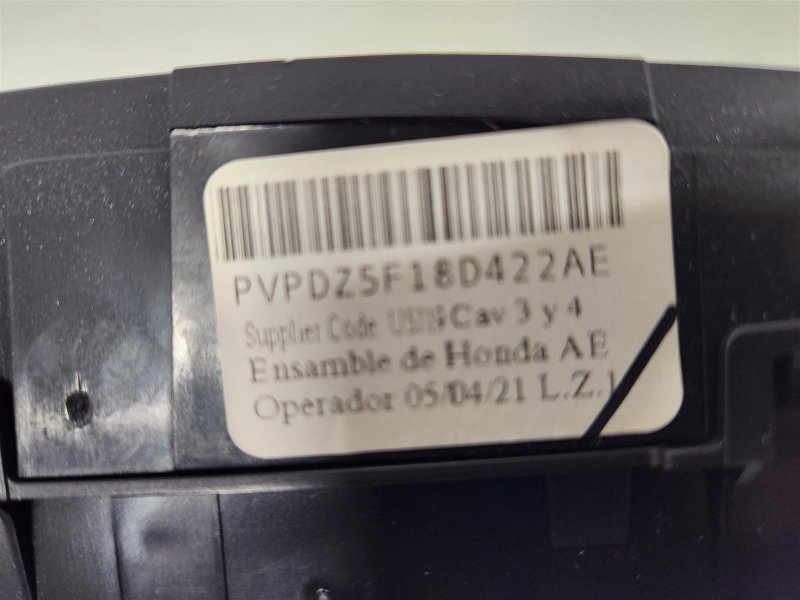 PVPDZ5F18D422AE
Supplier Code: Cav 3 y 4
Ensamble de Honda AE
Operador 05/04/21 L.Z.1